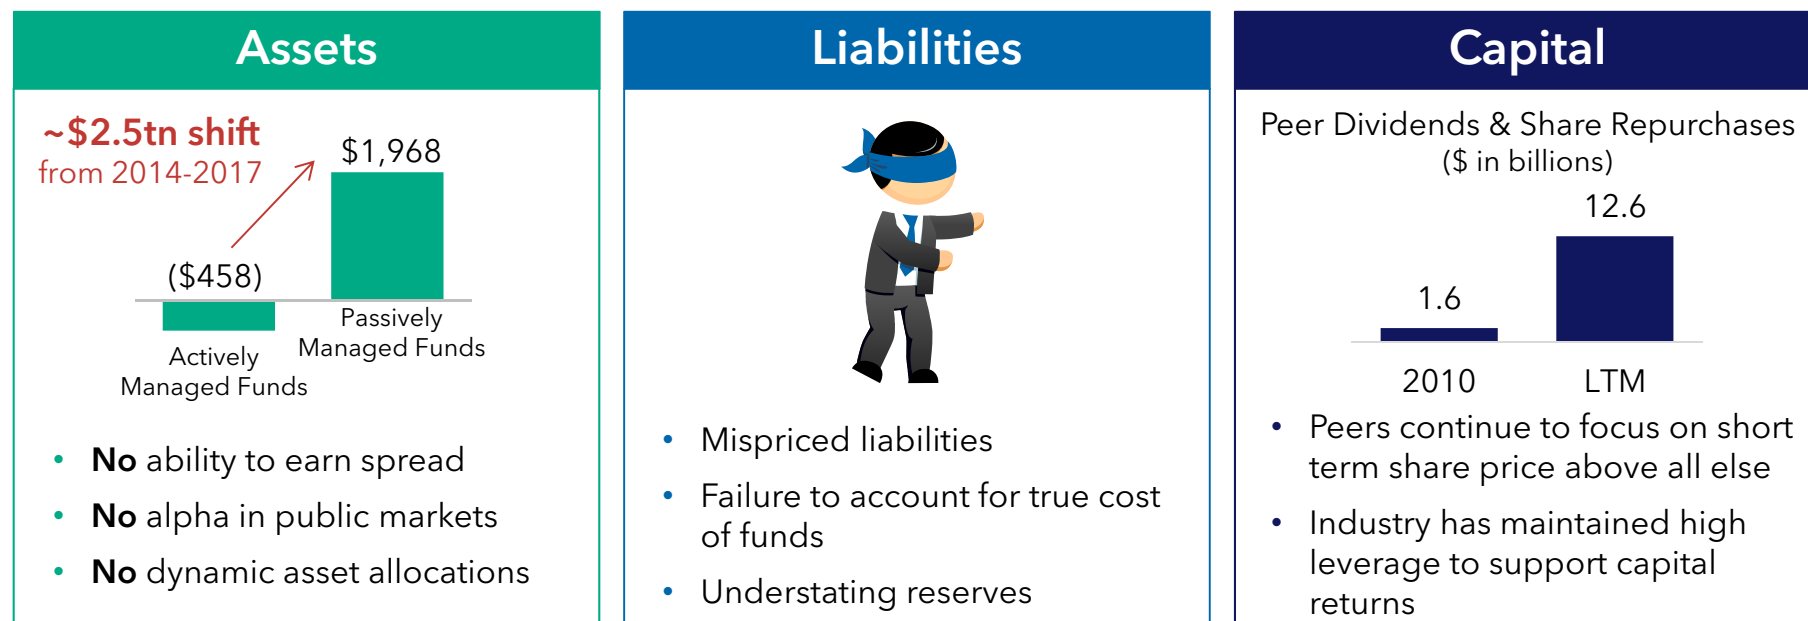 Assets
~$2.5tn shift
from 2014-2017
$1,968
($458)
Passively
Managed Funds
Actively
Managed Funds
• No ability to earn spread
• No alpha in public markets
• No dynamic asset allocations
Liabilities
• Mispriced liabilities
• Failure to account for true cost
of funds
• Understating reserves
Capital
Peer Dividends & Share Repurchases
($ in billions)
12.6
1.6
2010 LTM
• Peers continue to focus on short
term share price above all else
• Industry has maintained high
leverage to support capital
returns